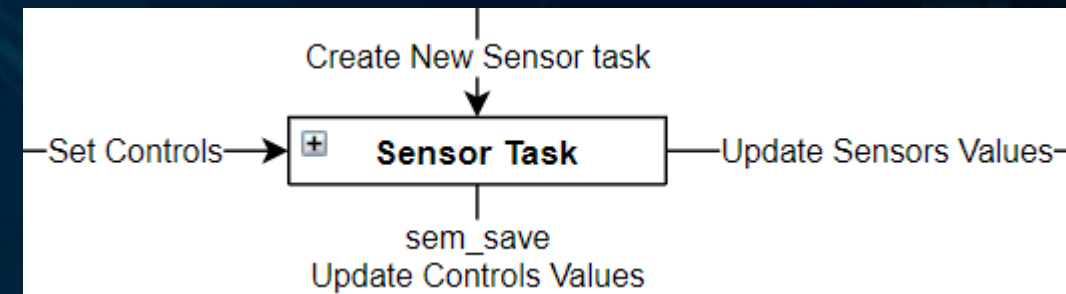 Create New Sensor task
Set Controls
Sensor Task
Update Sensors Values
sem_save
Update Controls Values